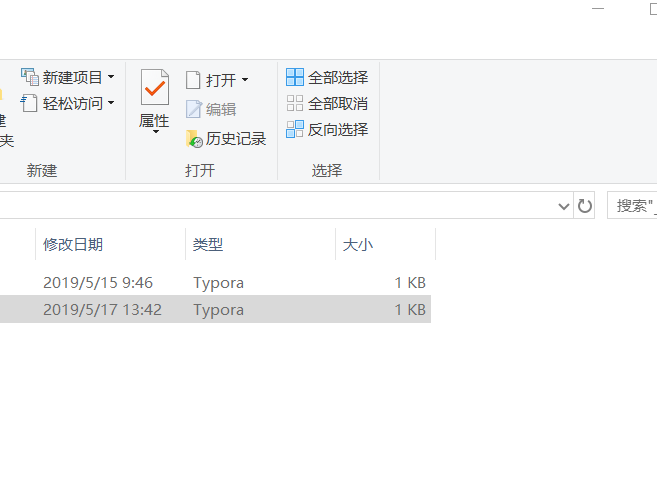 新建项目
轻松访问
建
夹
新建
属性
打开
编辑
历史记录
打开
全部选择
全部取消
反向选择
选择
搜索"_
修改日期 类型 大小
2019/5/15 9:46 Typora 1 KB
2019/5/17 13:42 Typora 1 KB